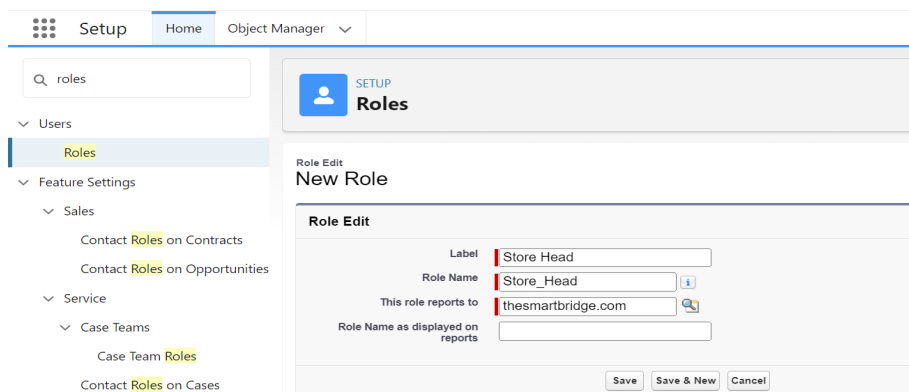 Setup
Home
Object Manager
roles
Users
Roles
Feature Settings
Sales
Contact Roles on Contracts
Contact Roles on Opportunities
Service
Case Teams
Case Team Roles
Contact Roles on Cases
SETUP
Roles
Role Edit
New Role
Role Edit
Label
Store Head
Role Name
Store_Head
i
This role reports to
thesmartbridge.com
Role Name as displayed on
reports
Save
Save & New
Cancel